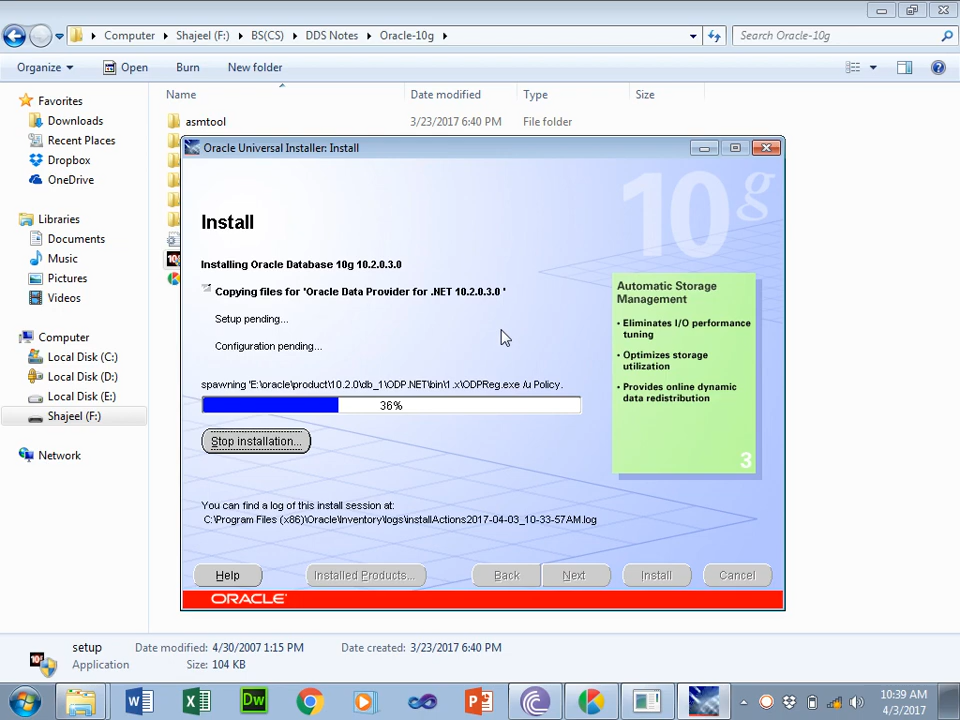 Computer
Shajeel (F:)
BS(CS)
DDS Notes
Oracle-10g
Search Oracle-10g
Organize
Open
Burn
New folder
Favorites
Downloads
Recent Places
Dropbox
OneDrive
Libraries
Documents
Music
Pictures
Videos
Computer
Local Disk (C:)
Local Disk (D:)
Local Disk (E:)
Shajeel (F:)
Network
Name
Date modified
Type
Size
asmtool
3/23/2017 6:40 PM
File folder
Oracle Universal Installer: Install
10g
Install
Installing Oracle Database 10g 10.2.0.3.0
Copying files for 'Oracle Data Provider for .NET 10.2.0.3.0 '
Setup pending...
Configuration pending...
spawning 'E:\oracle\product\10.2.0\db_1\ODP.NET\bin\1.x\ODPReg.exe /u Policy.
36%
Stop installation...
Automatic Storage
Management
• Eliminates I/O performance
tuning
• Optimizes storage
utilization
• Provides online dynamic
data redistribution
3
You can find a log of this install session at:
C:\Program Files (x86)\Oracle\Inventory\logs\installActions2017-04-03_10-33-57AM.log
Help
Installed Products...
Back
Next
Install
Cancel
ORACLE
setup
Date modified: 4/30/2007 1:15 PM
Date created: 3/23/2017 6:40 PM
Application
Size: 104 KB
10:39 AM
4/3/2017